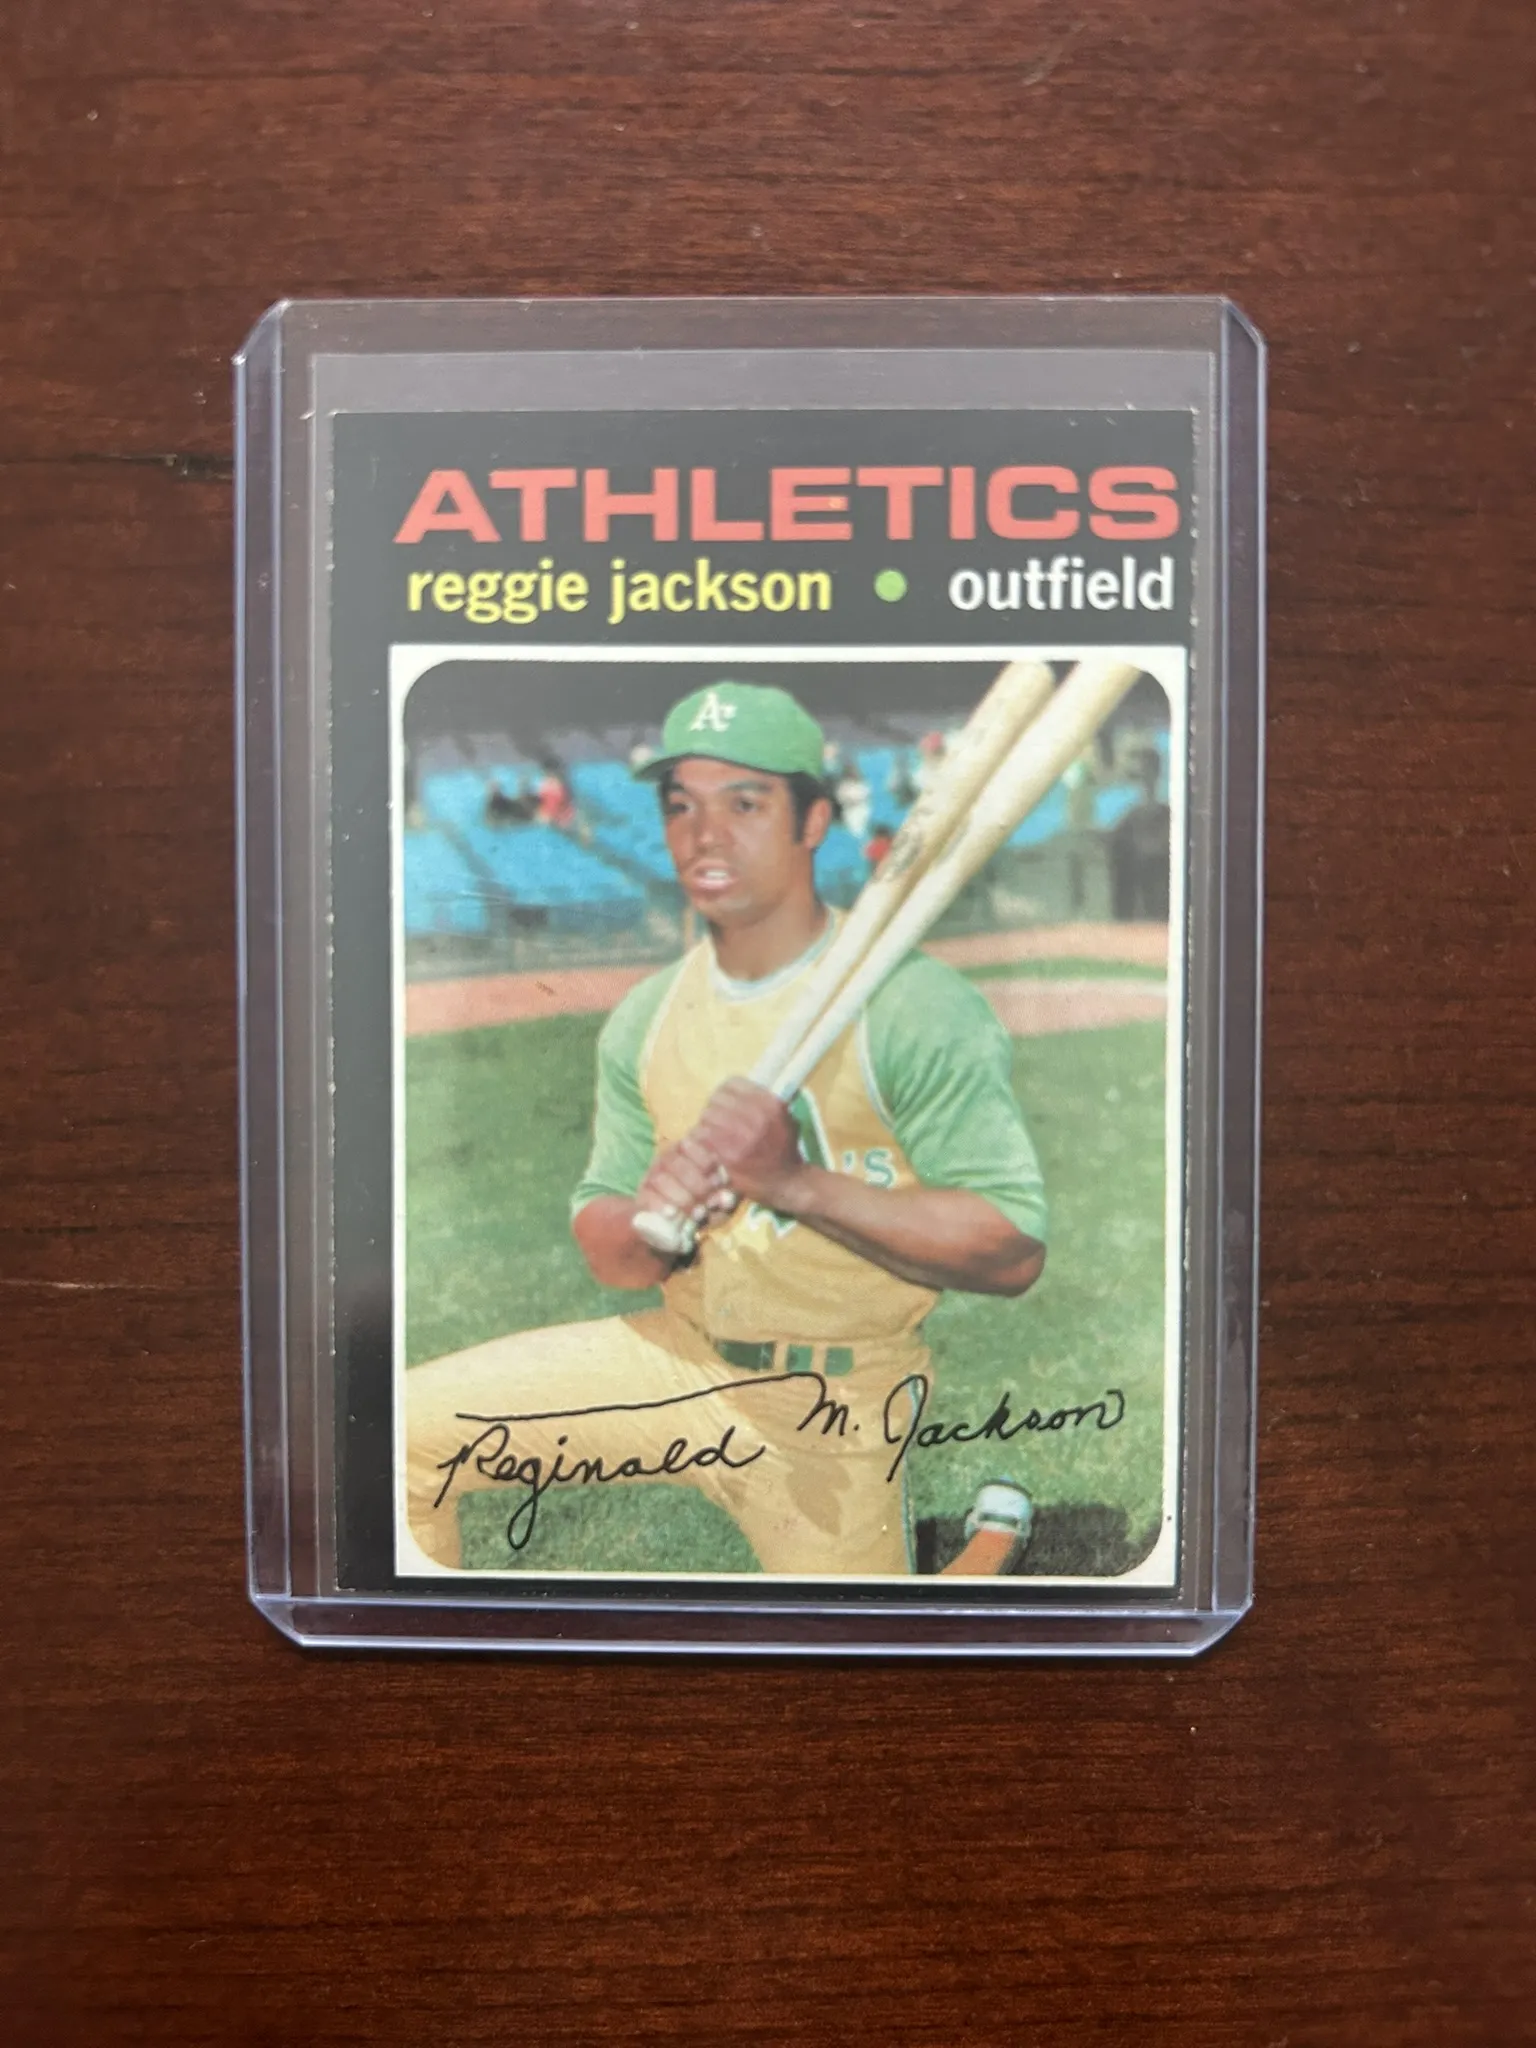 ATHLETICS
reggie jackson • outfield
A's
'S
Reginald M. Jackson